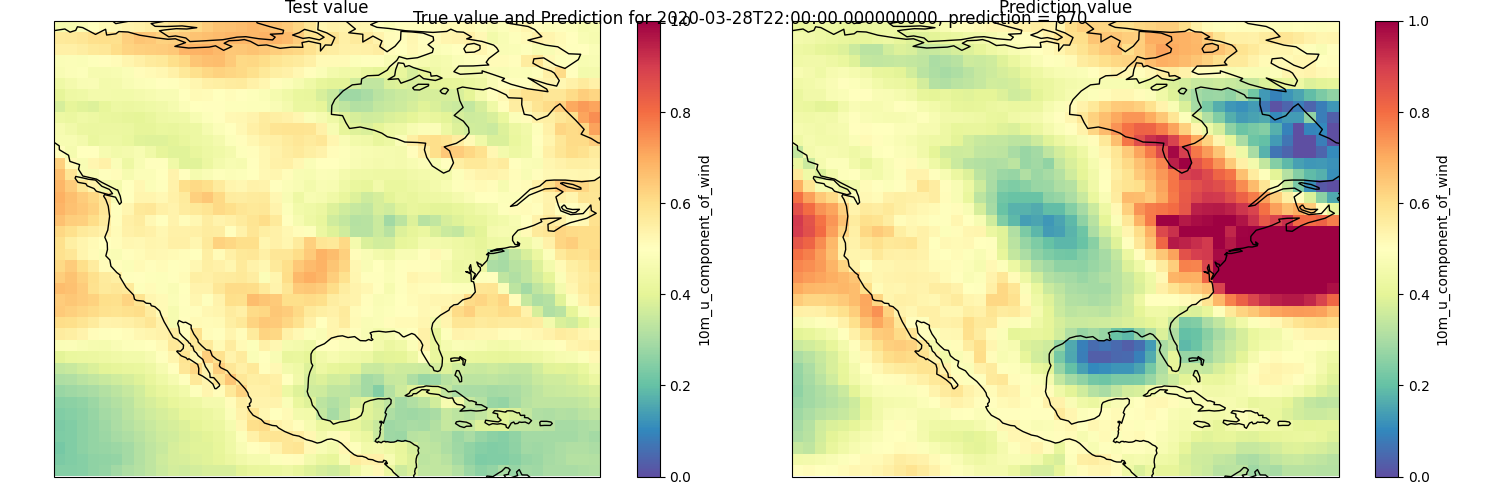 Test value
True value and Prediction for 2020-03-28T22:00:00.000000000, prediction = 670
Prediction value
1.0
0.8
0.6
0.4
0.2
0.0
10m_u_component_of_wind
1.0
0.8
0.6
0.4
0.2
0.0
10m_u_component_of_wind